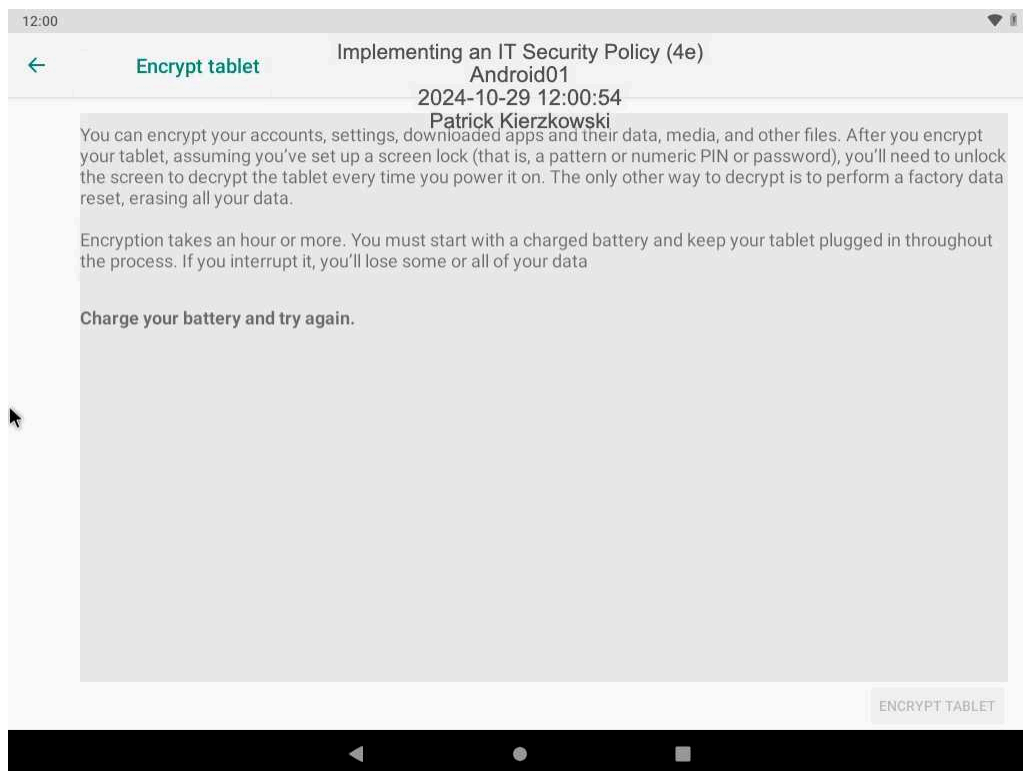 12:00
Encrypt tablet
Implementing an IT Security Policy (4e)
Android01
2024-10-29 12:00:54
Patrick Kierzkowski
You can encrypt your accounts, settings, downloaded apps and their data, media, and other files. After you encrypt
your tablet, assuming you’ve set up a screen lock (that is, a pattern or numeric PIN or password), you’ll need to unlock
the screen to decrypt the tablet every time you power it on. The only other way to decrypt is to perform a factory data
reset, erasing all your data.
Encryption takes an hour or more. You must start with a charged battery and keep your tablet plugged in throughout
the process. If you interrupt it, you’ll lose some or all of your data
Charge your battery and try again.
ENCRYPT TABLET